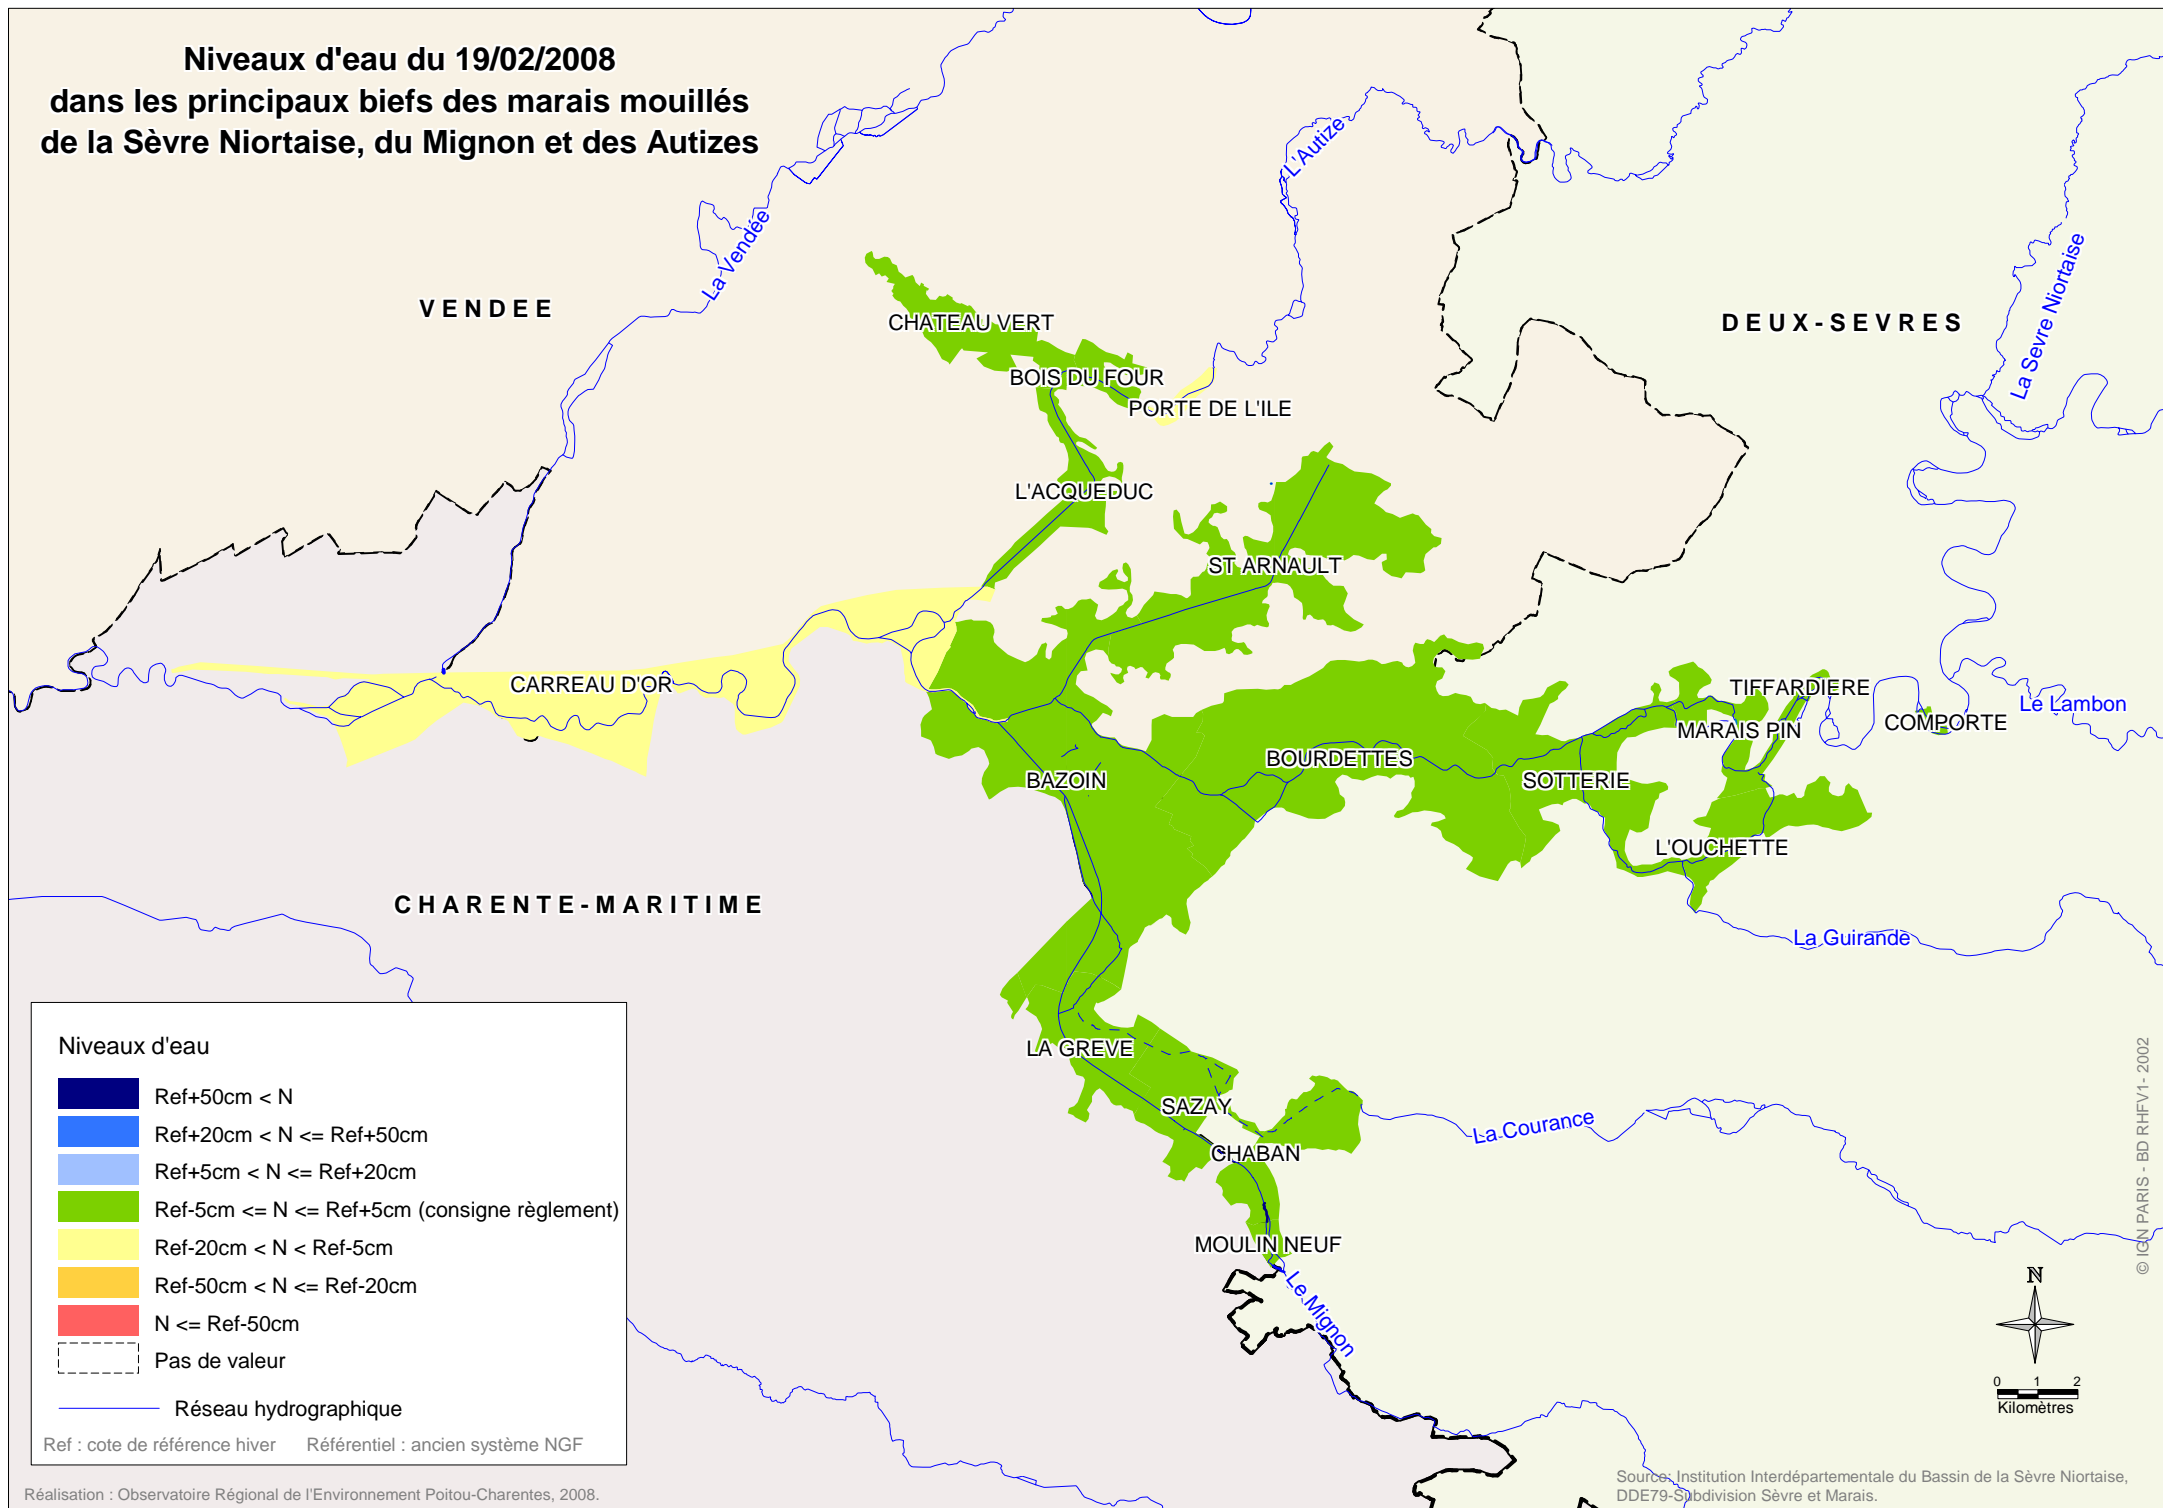 Niveaux d'eau du 19/02/2008
dans les principaux biefs des marais mouillés
de la Sèvre Niortaise, du Mignon et des Autizes
L'Autize
La Vendée
La Sevre Niortaise
VENDEE
DEUX-SEVRES
CHATEAU VERT
BOIS DU FOUR
PORTE DE L'ILE
L'ACQUEDUC
ST ARNAULT
CARREAU D'OR
TIFFARDIERE
Le Lambon
COMPORTE
MARAIS PIN
BOURDETTES
BAZOIN
SOTTERIE
L'OUCHETTE
CHARENTE-MARITIME
La Guirande
LA GREVE
SAZAY
La Courance
CHABAN
MOULIN NEUF
Le Mignon
Niveaux d'eau
Ref+50cm < N
Ref+20cm < N <= Ref+50cm
Ref+5cm < N <= Ref+20cm
Ref-5cm <= N <= Ref+5cm (consigne règlement)
Ref-20cm < N < Ref-5cm
Ref-50cm < N <= Ref-20cm
N <= Ref-50cm
Pas de valeur
Réseau hydrographique
Ref : cote de référence hiver Référentiel : ancien système NGF
© IGN PARIS - BD RHFV1- 2002
N
0 1 2
Kilomètres
Réalisation : Observatoire Régional de l'Environnement Poitou-Charentes, 2008.
Source: Institution Interdépartementale du Bassin de la Sèvre Niortaise,
DDE79-Subdivision Sèvre et Marais.